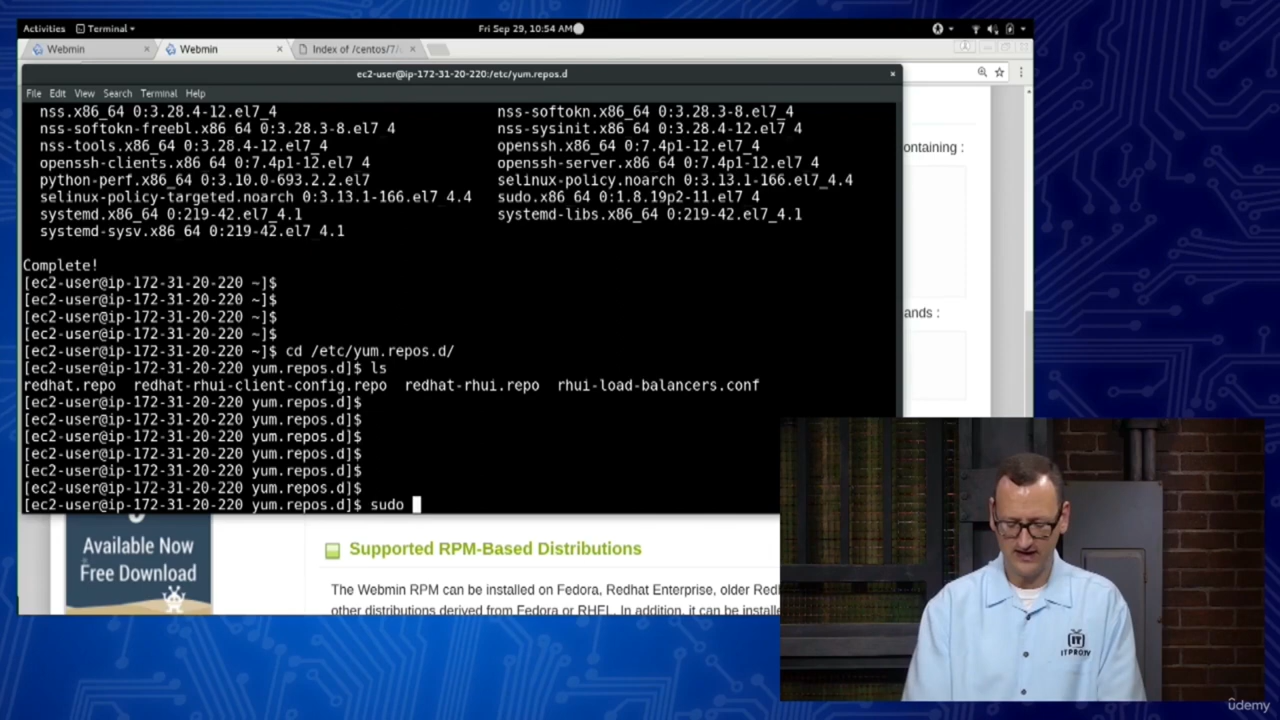 Activities Terminal Fri Sep 29, 10:54 AM
Webmin Webmin Index of /centos/7/
ec2-user@ip-172-31-20-220:/etc/yum.repos.d
File Edit View Search Terminal Help
nss.x86_64 0:3.28.4-12.el7_4 nss-softokn.x86_64 0:3.28.3-8.el7_4
nss-softokn-freebl.x86_64 0:3.28.3-8.el7_4 nss-sysinit.x86_64 0:3.28.4-12.el7_4
nss-tools.x86_64 0:3.28.4-12.el7_4 openssh.x86_64 0:7.4p1-12.el7_4
openssh-clients.x86_64 0:7.4p1-12.el7_4 openssh-server.x86_64 0:7.4p1-12.el7_4
python-perf.x86_64 0:3.10.0-693.2.2.el7 selinux-policy.noarch 0:3.13.1-166.el7_4.4
selinux-policy-targeted.noarch 0:3.13.1-166.el7_4.4 sudo.x86_64 0:1.8.19p2-11.el7_4
systemd.x86_64 0:219-42.el7_4.1 systemd-libs.x86_64 0:219-42.el7_4.1
systemd-sysv.x86_64 0:219-42.el7_4.1
Complete!
[ec2-user@ip-172-31-20-220 ~]$
[ec2-user@ip-172-31-20-220 ~]$
[ec2-user@ip-172-31-20-220 ~]$
[ec2-user@ip-172-31-20-220 ~]$
[ec2-user@ip-172-31-20-220 ~]$ cd /etc/yum.repos.d/
[ec2-user@ip-172-31-20-220 yum.repos.d]$ ls
redhat.repo redhat-rhui-client-config.repo redhat-rhui.repo rhui-load-balancers.conf
[ec2-user@ip-172-31-20-220 yum.repos.d]$
[ec2-user@ip-172-31-20-220 yum.repos.d]$
[ec2-user@ip-172-31-20-220 yum.repos.d]$
[ec2-user@ip-172-31-20-220 yum.repos.d]$
[ec2-user@ip-172-31-20-220 yum.repos.d]$
[ec2-user@ip-172-31-20-220 yum.repos.d]$
[ec2-user@ip-172-31-20-220 yum.repos.d]$ sudo
ontaining :
ands :
Available Now
Free Download
Supported RPM-Based Distributions
The Webmin RPM can be installed on Fedora, Redhat Enterprise, older Red
other distributions derived from Fedora or RHEL. In addition, it can be installe
IT
ITPROTV
udemy